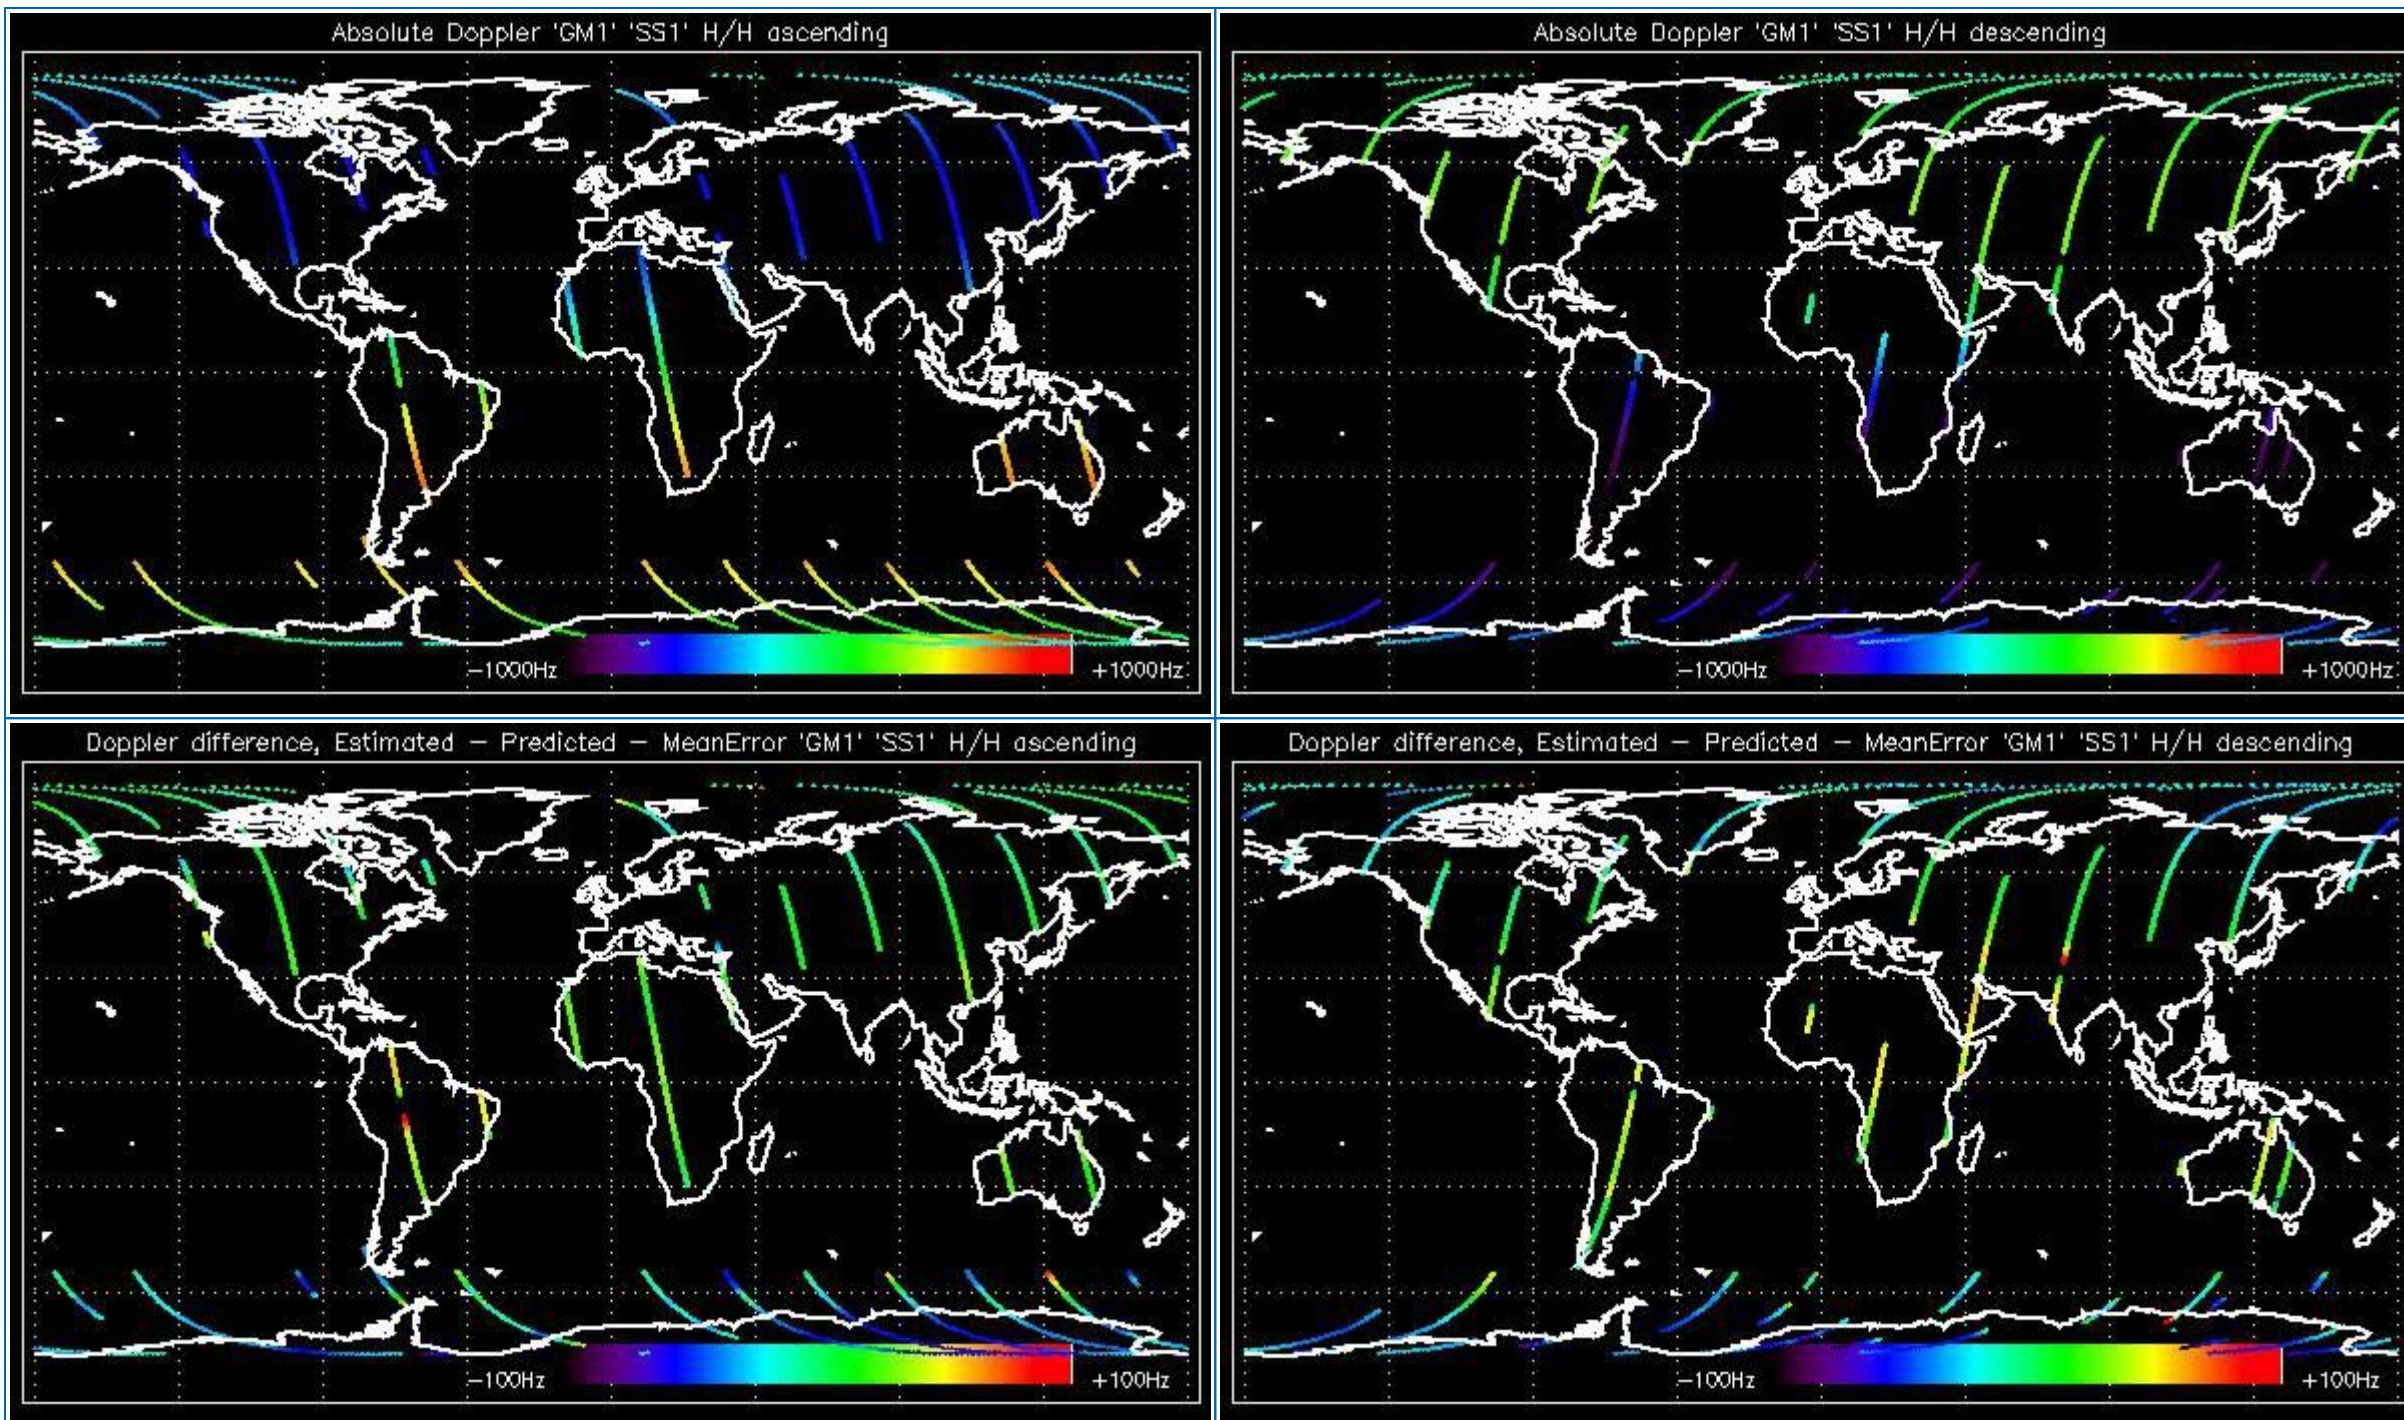 Absolute Doppler 'GM1' 'SS1' H/H ascending
−1000Hz
+1000Hz
Absolute Doppler 'GM1' 'SS1' H/H descending
−1000Hz
+1000Hz
Doppler difference, Estimated − Predicted − MeanError 'GM1' 'SS1' H/H ascending
−100Hz
+100Hz
Doppler difference, Estimated − Predicted − MeanError 'GM1' 'SS1' H/H descending
−100Hz
+100Hz